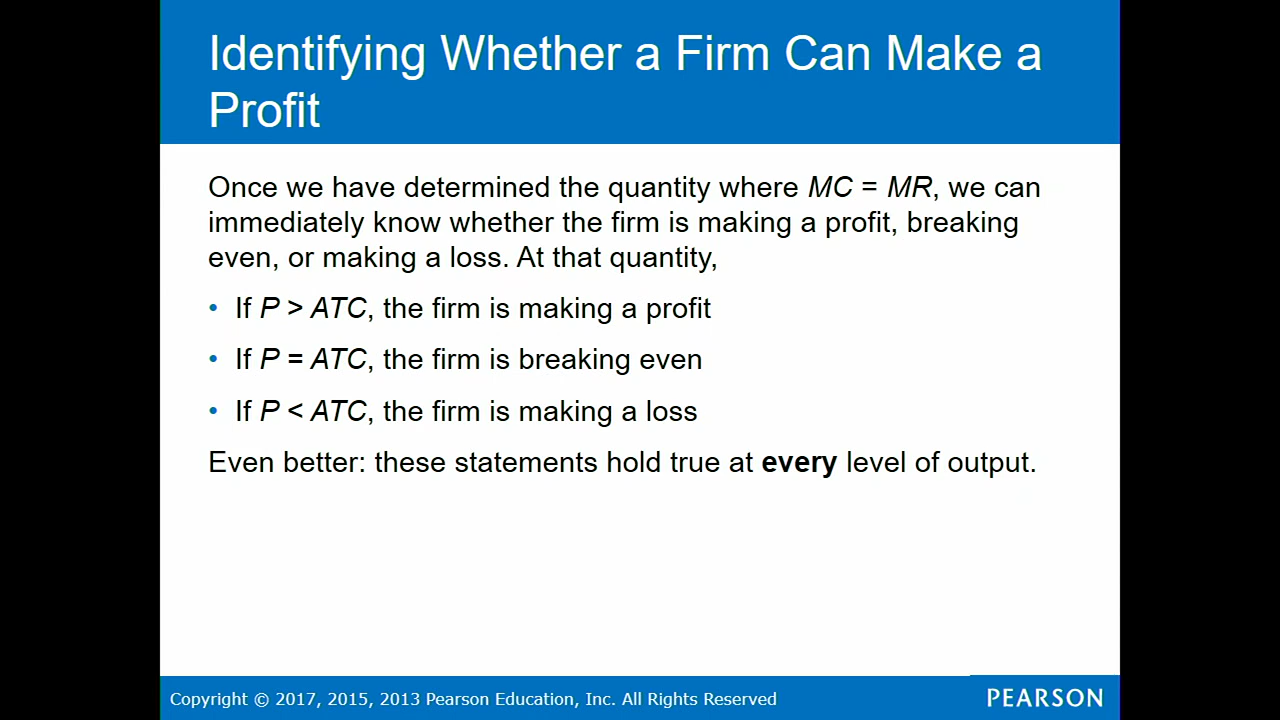 Identifying Whether a Firm Can Make a
Profit
Once we have determined the quantity where MC = MR, we can
immediately know whether the firm is making a profit, breaking
even, or making a loss. At that quantity,
• If P > ATC, the firm is making a profit
• If P = ATC, the firm is breaking even
• If P < ATC, the firm is making a loss
Even better: these statements hold true at every level of output.
Copyright © 2017, 2015, 2013 Pearson Education, Inc. All Rights Reserved
PEARSON